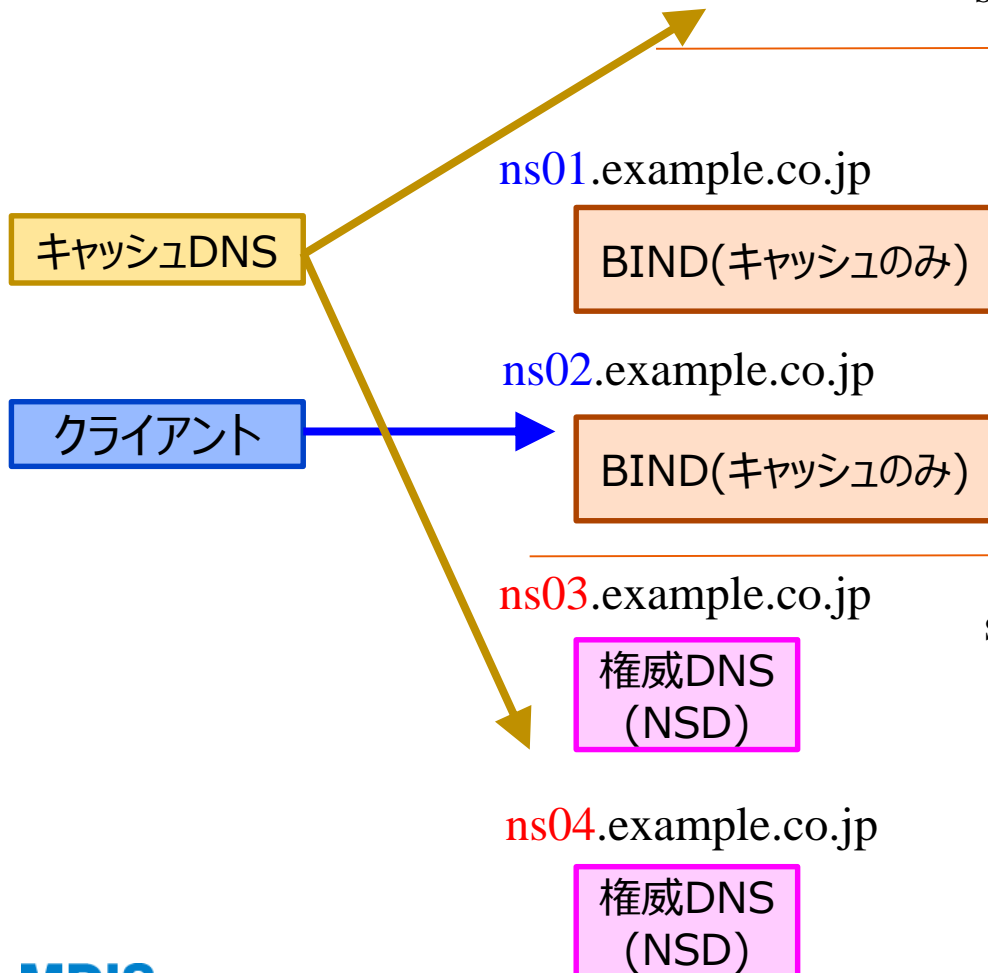 ns01.example.co.jp
キャッシュDNS
BIND(キャッシュのみ)
ns02.example.co.jp
クライアント
BIND(キャッシュのみ)
ns03.example.co.jp
権威DNS
(NSD)
ns04.example.co.jp
権威DNS
(NSD)